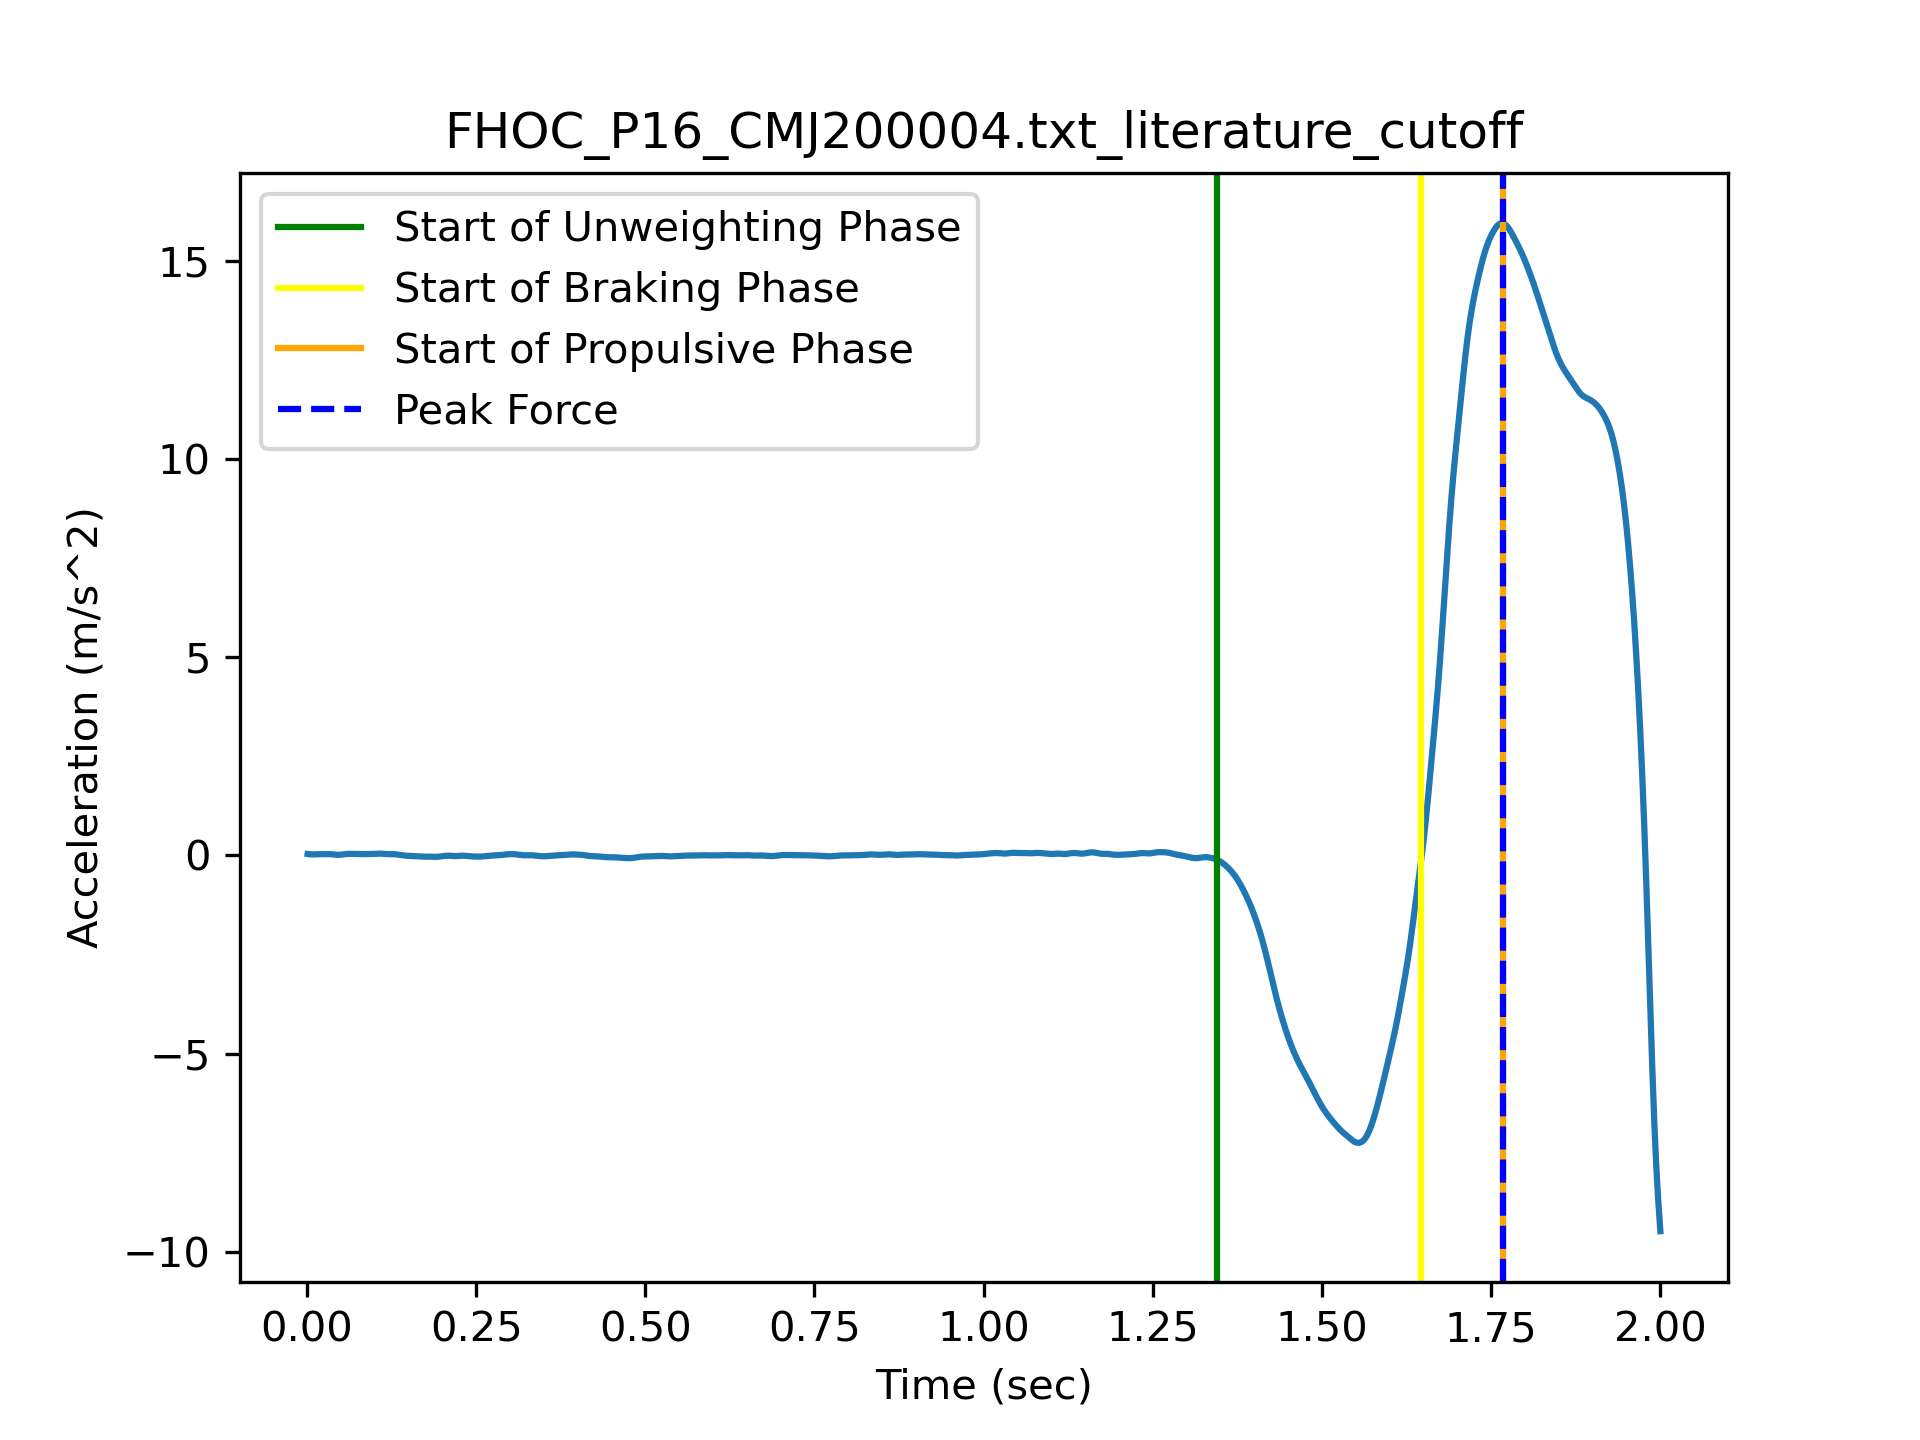 FHOC_P16_CMJ200004.txt_literature_cutoff
Start of Unweighting Phase
Start of Braking Phase
Start of Propulsive Phase
Peak Force
Acceleration (m/s^2)
15
10
5
0
−5
−10
0.00 0.25 0.50 0.75 1.00 1.25 1.50 1.75 2.00
Time (sec)